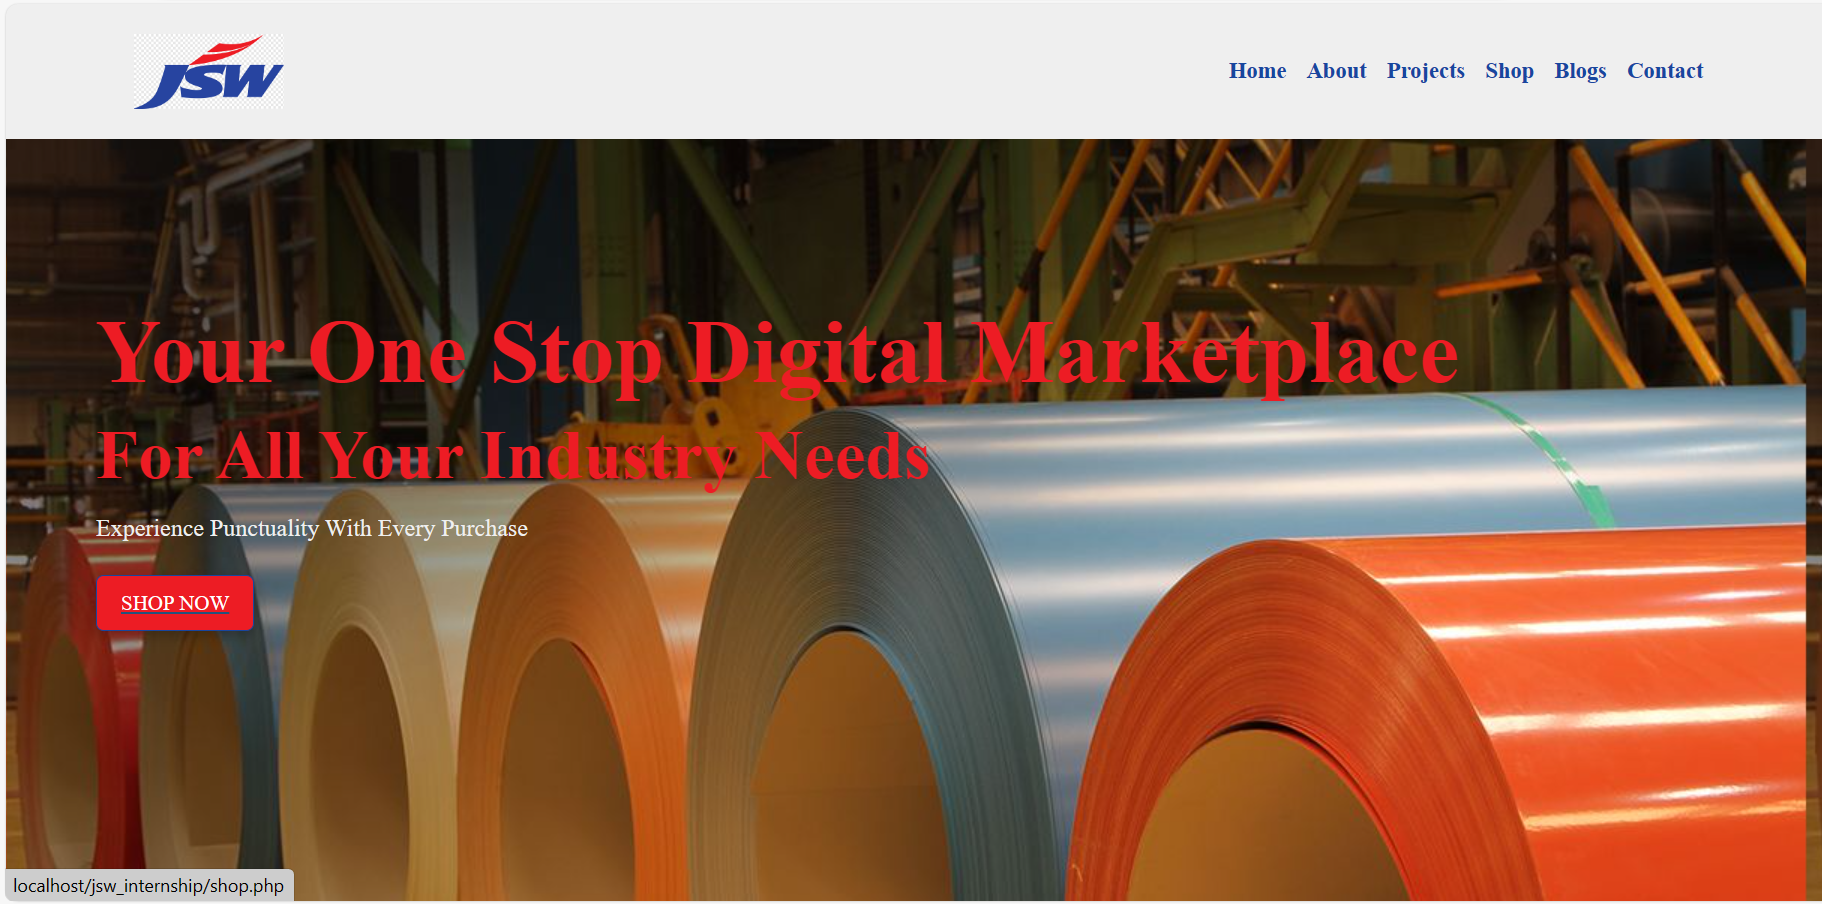 JSW
Home About Projects Shop Blogs Contact
Your One Stop Digital Marketplace
For All Your Industry Needs
Experience Punctuality With Every Purchase
SHOP NOW
localhost/jsw_internship/shop.php